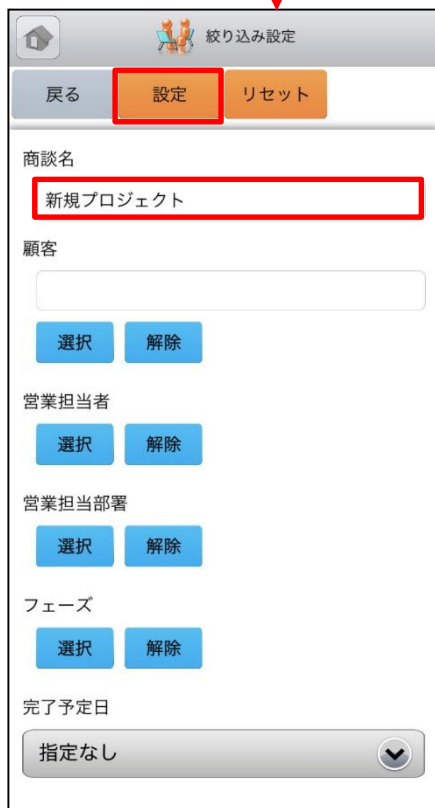 絞り込み設定
戻る 設定 リセット
商談名
新規プロジェクト
顧客
選択 解除
営業担当者
選択 解除
営業担当部署
選択 解除
フェーズ
選択 解除
完了予定日
指定なし